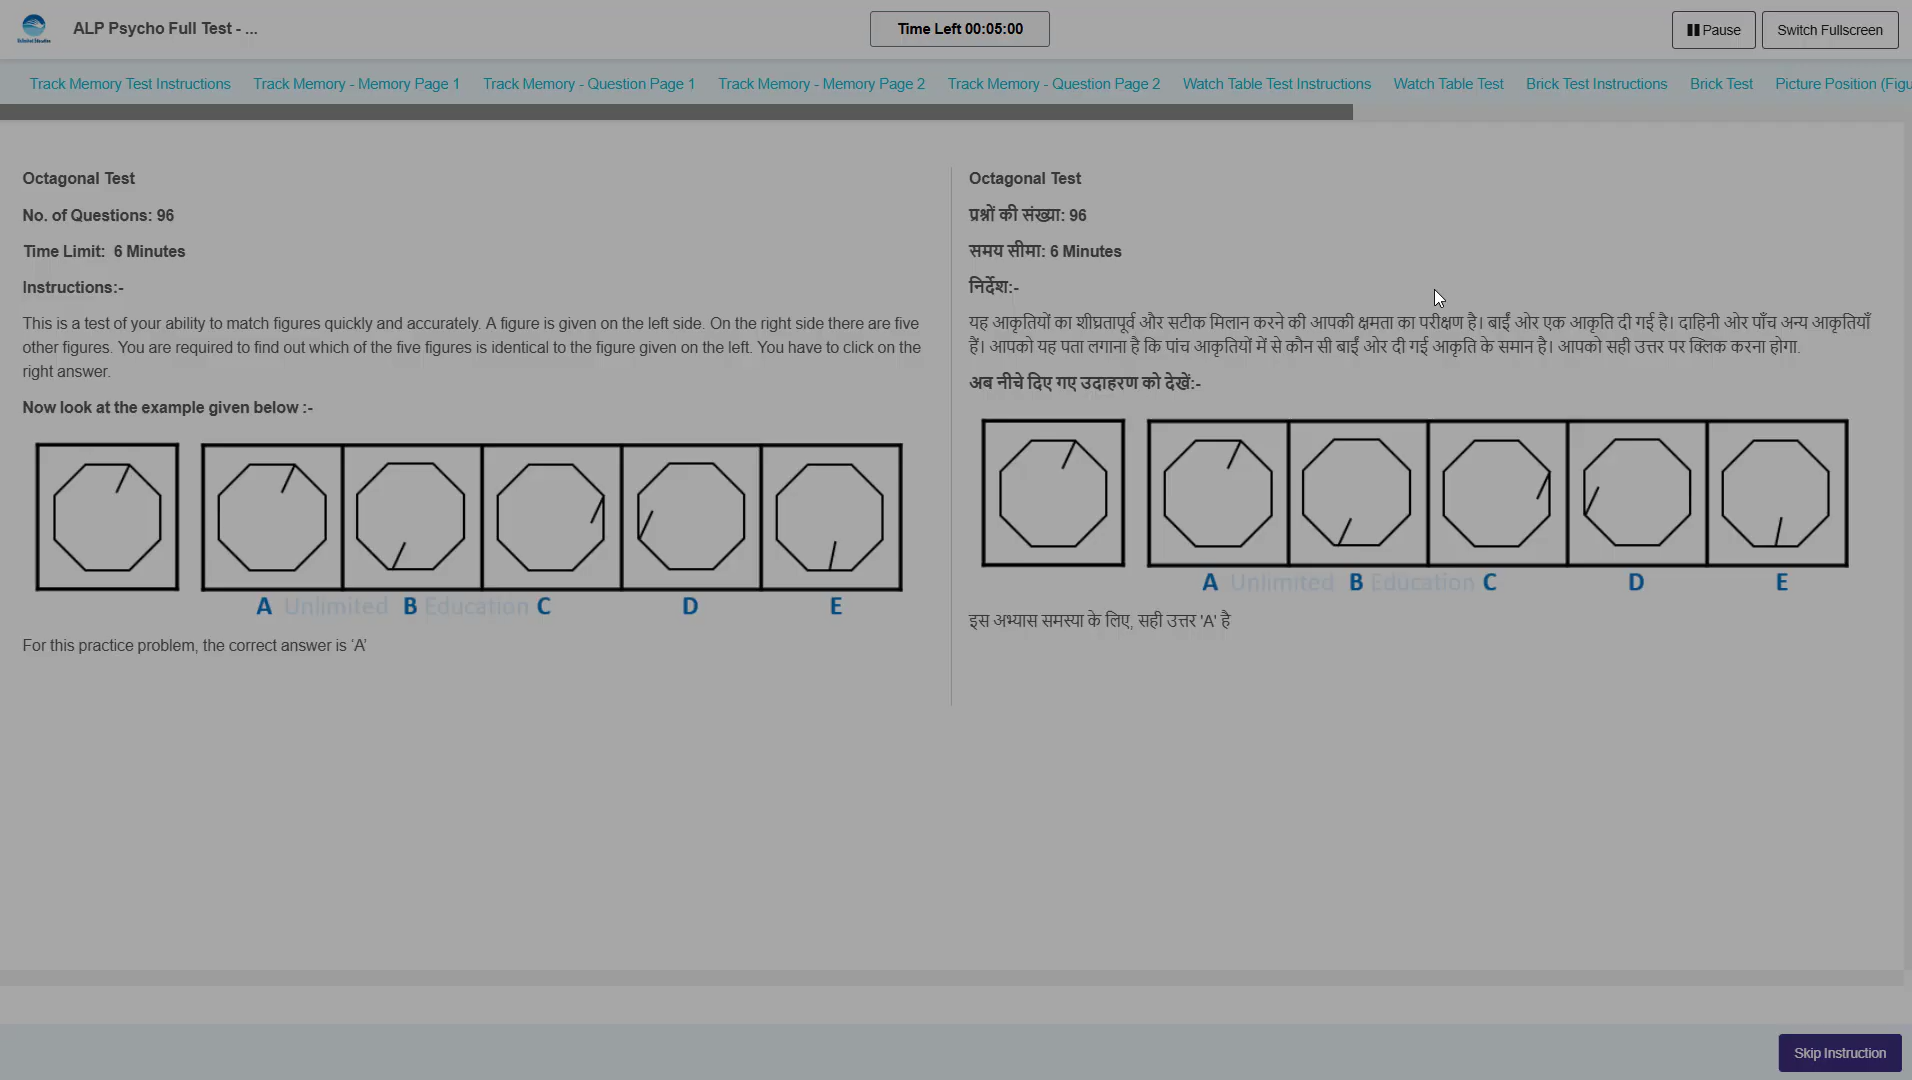 ALP Psycho Full Test - ...
Time Left 00:05:00
Pause
Switch Fullscreen
Track Memory Test Instructions
Track Memory - Memory Page 1
Track Memory - Question Page 1
Track Memory - Memory Page 2
Track Memory - Question Page 2
Watch Table Test Instructions
Watch Table Test
Brick Test Instructions
Brick Test
Picture Position (Figu
Octagonal Test
No. of Questions: 96
Time Limit: 6 Minutes
Instructions:-
This is a test of your ability to match figures quickly and accurately. A figure is given on the left side. On the right side there are five
other figures. You are required to find out which of the five figures is identical to the figure given on the left. You have to click on the
right answer.
Now look at the example given below :-
A Unlimited B Education C D E
For this practice problem, the correct answer is ‘A’
Octagonal Test
प्रश्नों की संख्या: 96
समय सीमा: 6 Minutes
निर्देश:-
यह आकृतियों का शीघ्रतापूर्व और सटीक मिलान करने की आपकी क्षमता का परीक्षण है। बाईं ओर एक आकृति दी गई है। दाहिनी ओर पाँच अन्य आकृतियाँ
हैं। आपको यह पता लगाना है कि पांच आकृतियों में से कौन सी बाईं ओर दी गई आकृति के समान है। आपको सही उत्तर पर क्लिक करना होगा.
अब नीचे दिए गए उदाहरण को देखें:-
A Unlimited B Education C D E
इस अभ्यास समस्या के लिए, सही उत्तर 'A' है
Skip Instruction